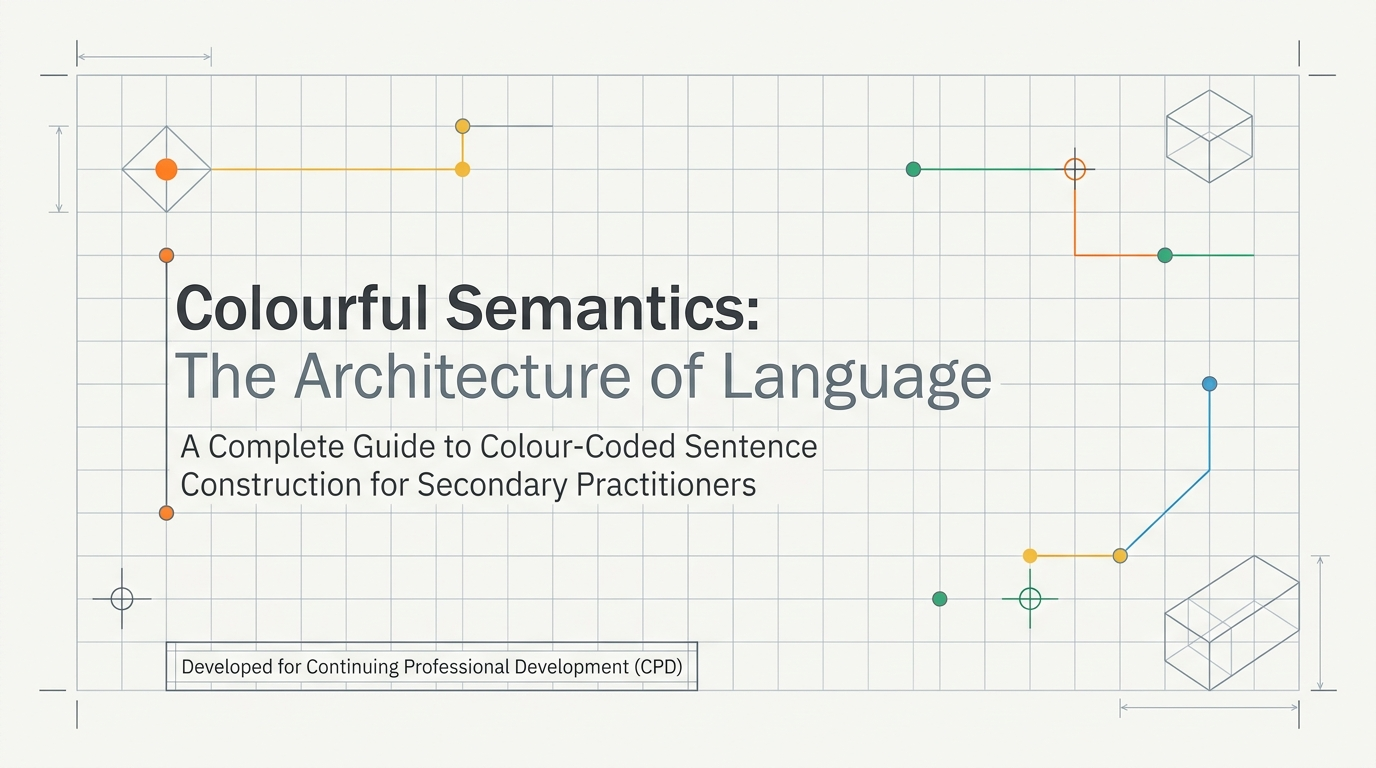 Colourful Semantics:
The Architecture of Language
A Complete Guide to Colour-Coded Sentence
Construction for Secondary Practitioners
Developed for Continuing Professional Development (CPD)